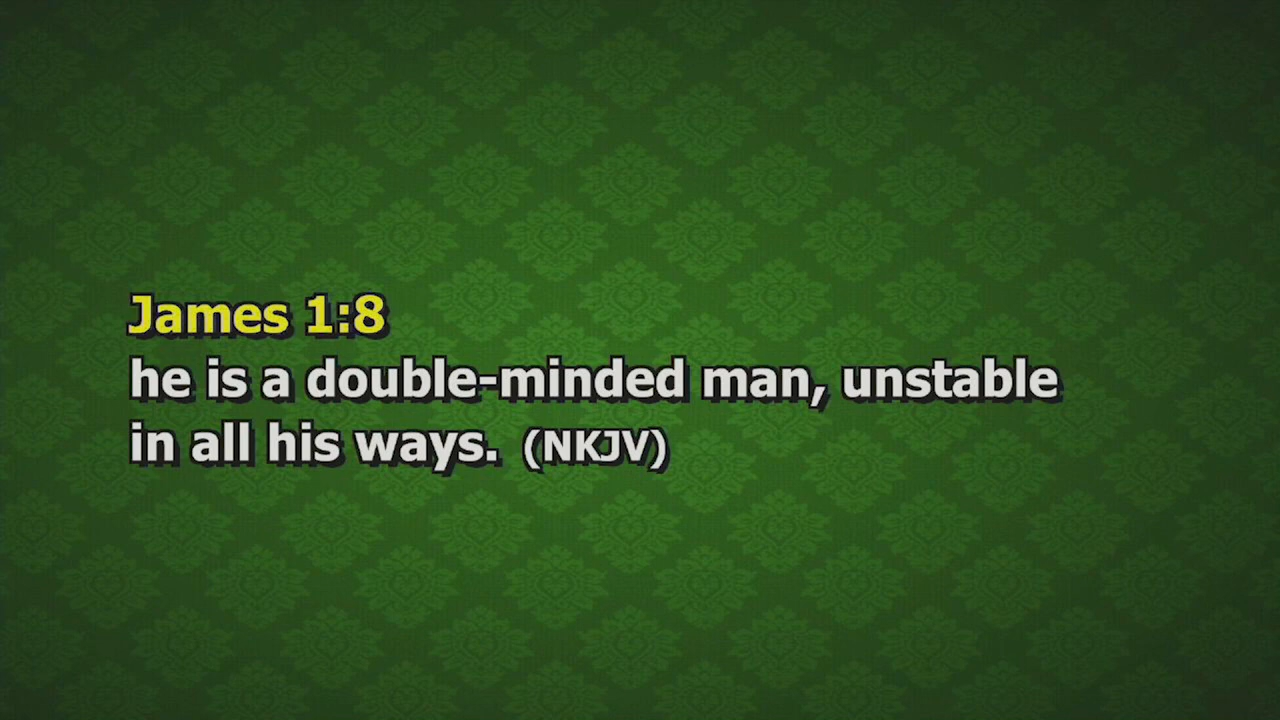 James 1:8
he is a double-minded man, unstable
in all his ways. (NKJV)